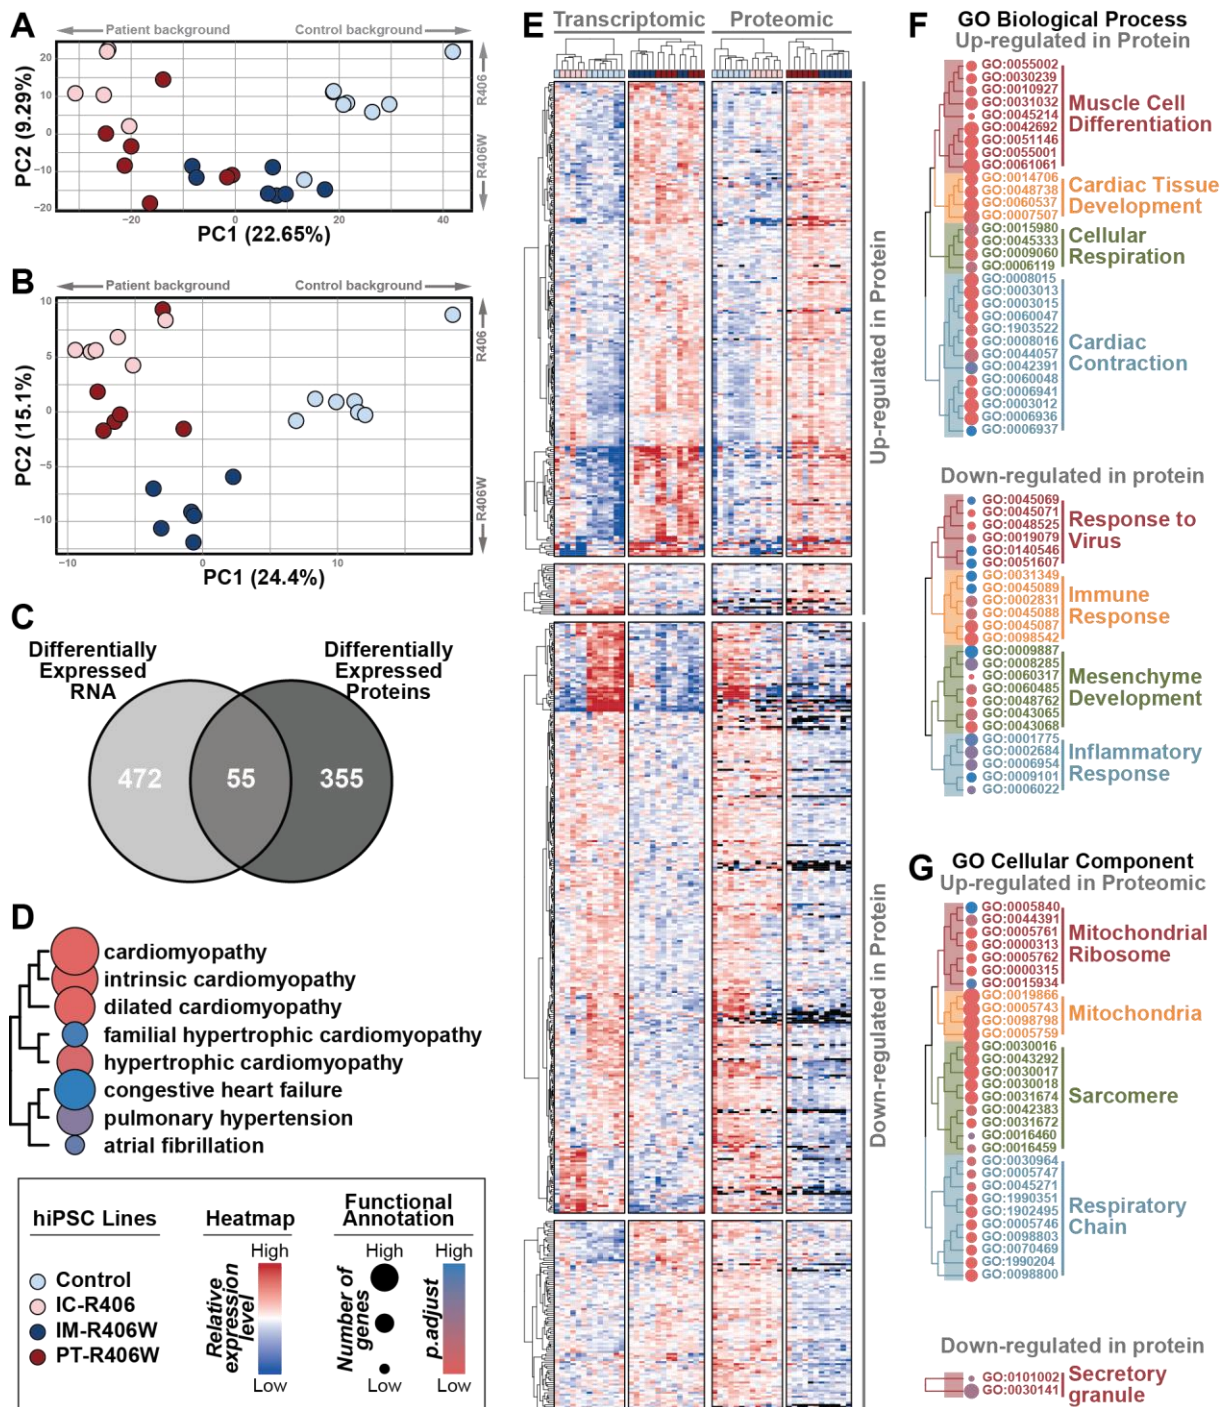 A
Patient background
Control background
PC2 (9.29%)
20
10
0
−10
−20
−20
0
20
40
PC1 (22.65%)
R406
R406W
B
Patient background
Control background
PC2 (15.1%)
10
5
0
−5
−10
−10
0
10
PC1 (24.4%)
R406
R406W
C
Differentially
Expressed
RNA
Differentially
Expressed
Proteins
472
55
355
D
cardiomyopathy
intrinsic cardiomyopathy
dilated cardiomyopathy
familial hypertrophic cardiomyopathy
hypertrophic cardiomyopathy
congestive heart failure
pulmonary hypertension
atrial fibrillation
hiPSC Lines
Control
IC-R406
IM-R406W
PT-R406W
Heatmap
High
Relative
expression
level
Low
Functional
Annotation
High
Number of
genes
Low
High
p.adjust
Low
E
Transcriptomic
Proteomic
Up-regulated in Protein
Down-regulated in Protein
F
GO Biological Process
Up-regulated in Protein
GO:0055002
GO:0030239
GO:0010927
GO:0031032
GO:0045214
GO:0042692
GO:0051146
GO:0055001
GO:0061061
Muscle Cell
Differentiation
GO:0014706
GO:0048738
GO:0060537
GO:0007507
Cardiac Tissue
Development
GO:0015980
GO:0045333
GO:0009060
GO:0006119
Cellular
Respiration
GO:0008015
GO:0003013
GO:0003015
GO:0060047
GO:1903522
GO:0008016
GO:0044057
GO:0042391
GO:0060048
GO:0006941
GO:0003012
GO:0006936
GO:0006937
Cardiac
Contraction
Down-regulated in protein
GO:0045069
GO:0045071
GO:0048525
GO:0019079
GO:0140546
GO:0051607
Response to
Virus
GO:0031349
GO:0045089
GO:0002831
GO:0045088
GO:0045087
GO:0098542
Immune
Response
GO:0009887
GO:0008285
GO:0060317
GO:0060485
GO:0048762
GO:0043065
GO:0043068
Mesenchyme
Development
GO:0001775
GO:0002684
GO:0006954
GO:0009101
GO:0006022
Inflammatory
Response
G
GO Cellular Component
Up-regulated in Proteomic
GO:0005840
GO:0044391
GO:0005761
GO:0000313
GO:0005762
GO:0000315
GO:0015934
Mitochondrial
Ribosome
GO:0019866
GO:0005743
GO:0098798
GO:0005759
Mitochondria
GO:0030016
GO:0043292
GO:0030017
GO:0030018
GO:0031674
GO:0042383
GO:0031672
GO:0016460
GO:0016459
Sarcomere
GO:0030964
GO:0005747
GO:0045271
GO:1990351
GO:1902495
GO:0005746
GO:0098803
GO:0070469
GO:1990204
GO:0098800
Respiratory
Chain
Down-regulated in protein
GO:0101002
GO:0030141
Secretory
granule